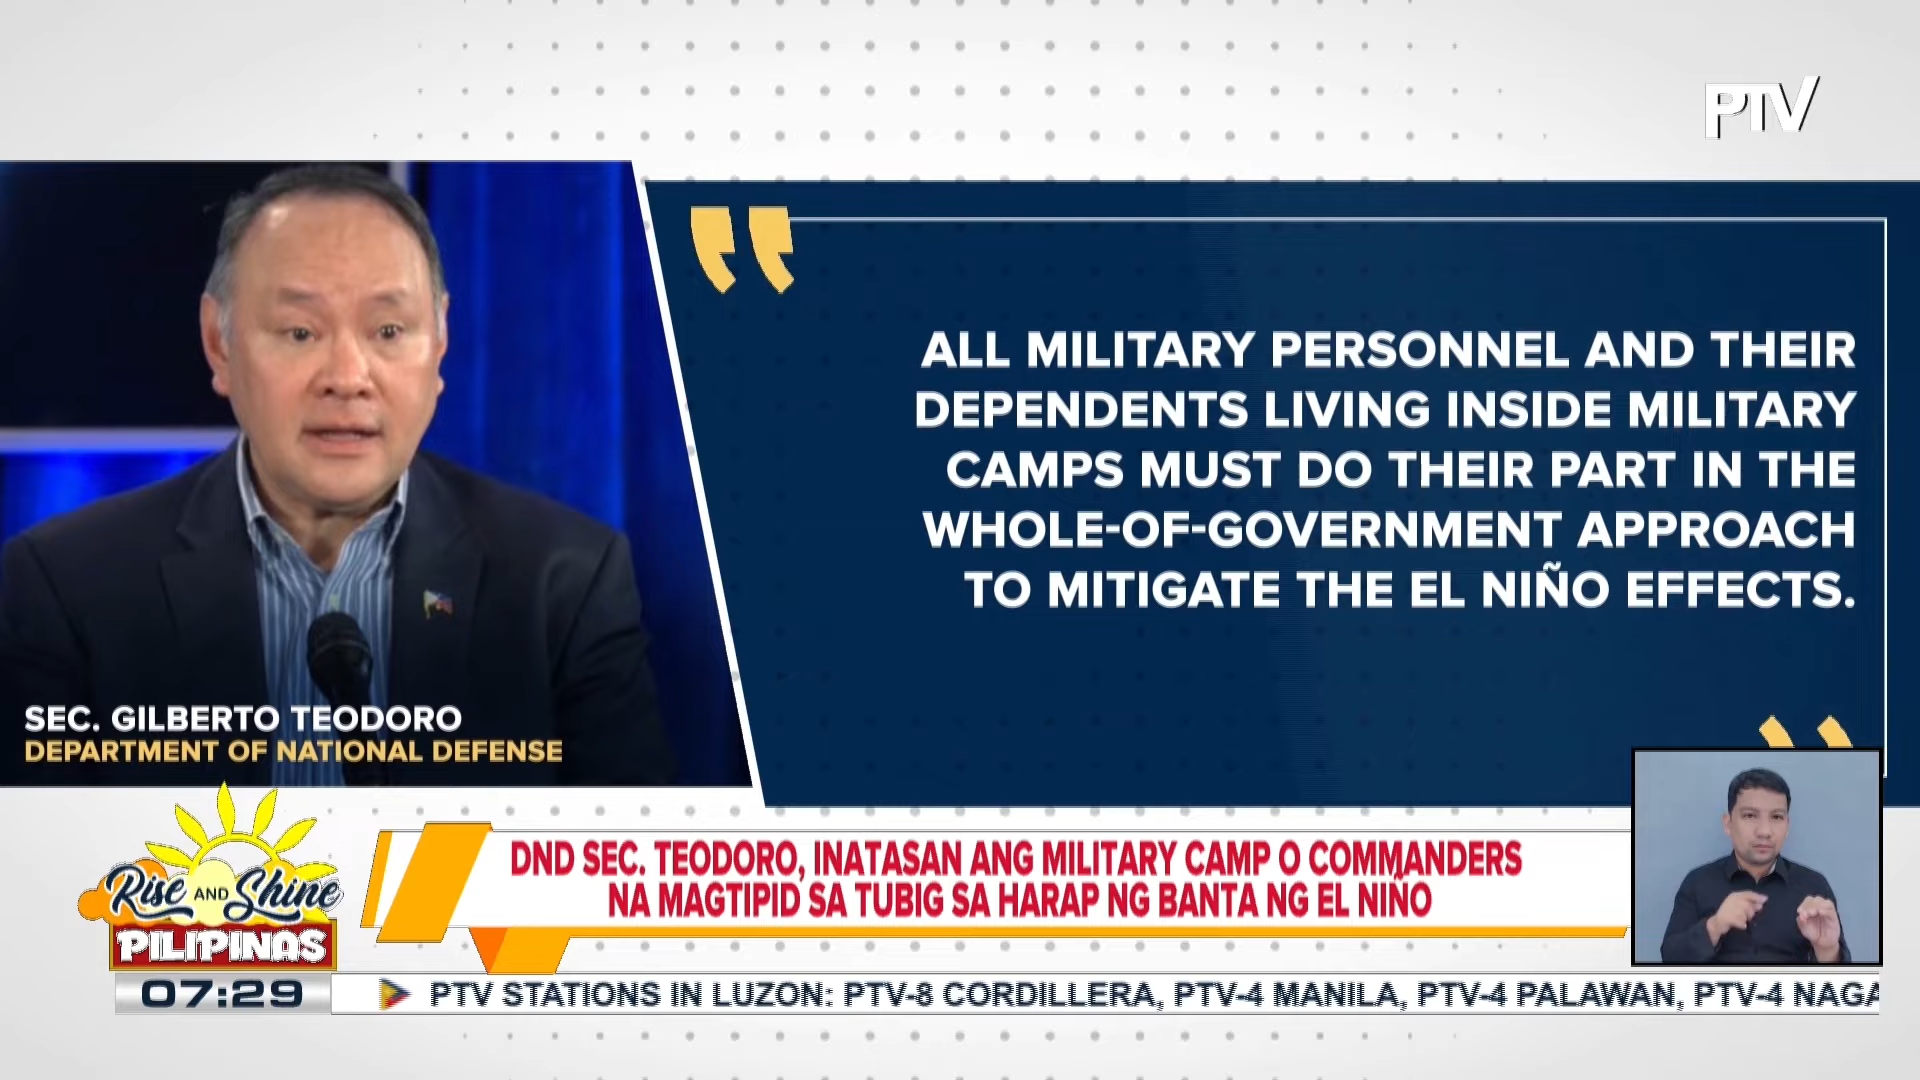 PTV
ALL MILITARY PERSONNEL AND THEIR
DEPENDENTS LIVING INSIDE MILITARY
CAMPS MUST DO THEIR PART IN THE
WHOLE-OF-GOVERNMENT APPROACH
TO MITIGATE THE EL NIÑO EFFECTS.
SEC. GILBERTO TEODORO
DEPARTMENT OF NATIONAL DEFENSE
Rise AND Shine
PILIPINAS
DND SEC. TEODORO, INATASAN ANG MILITARY CAMP O COMMANDERS
NA MAGTIPID SA TUBIG SA HARAP NG BANTA NG EL NIÑO
07:29
PTV STATIONS IN LUZON: PTV-8 CORDILLERA, PTV-4 MANILA, PTV-4 PALAWAN, PTV-4 NAGA